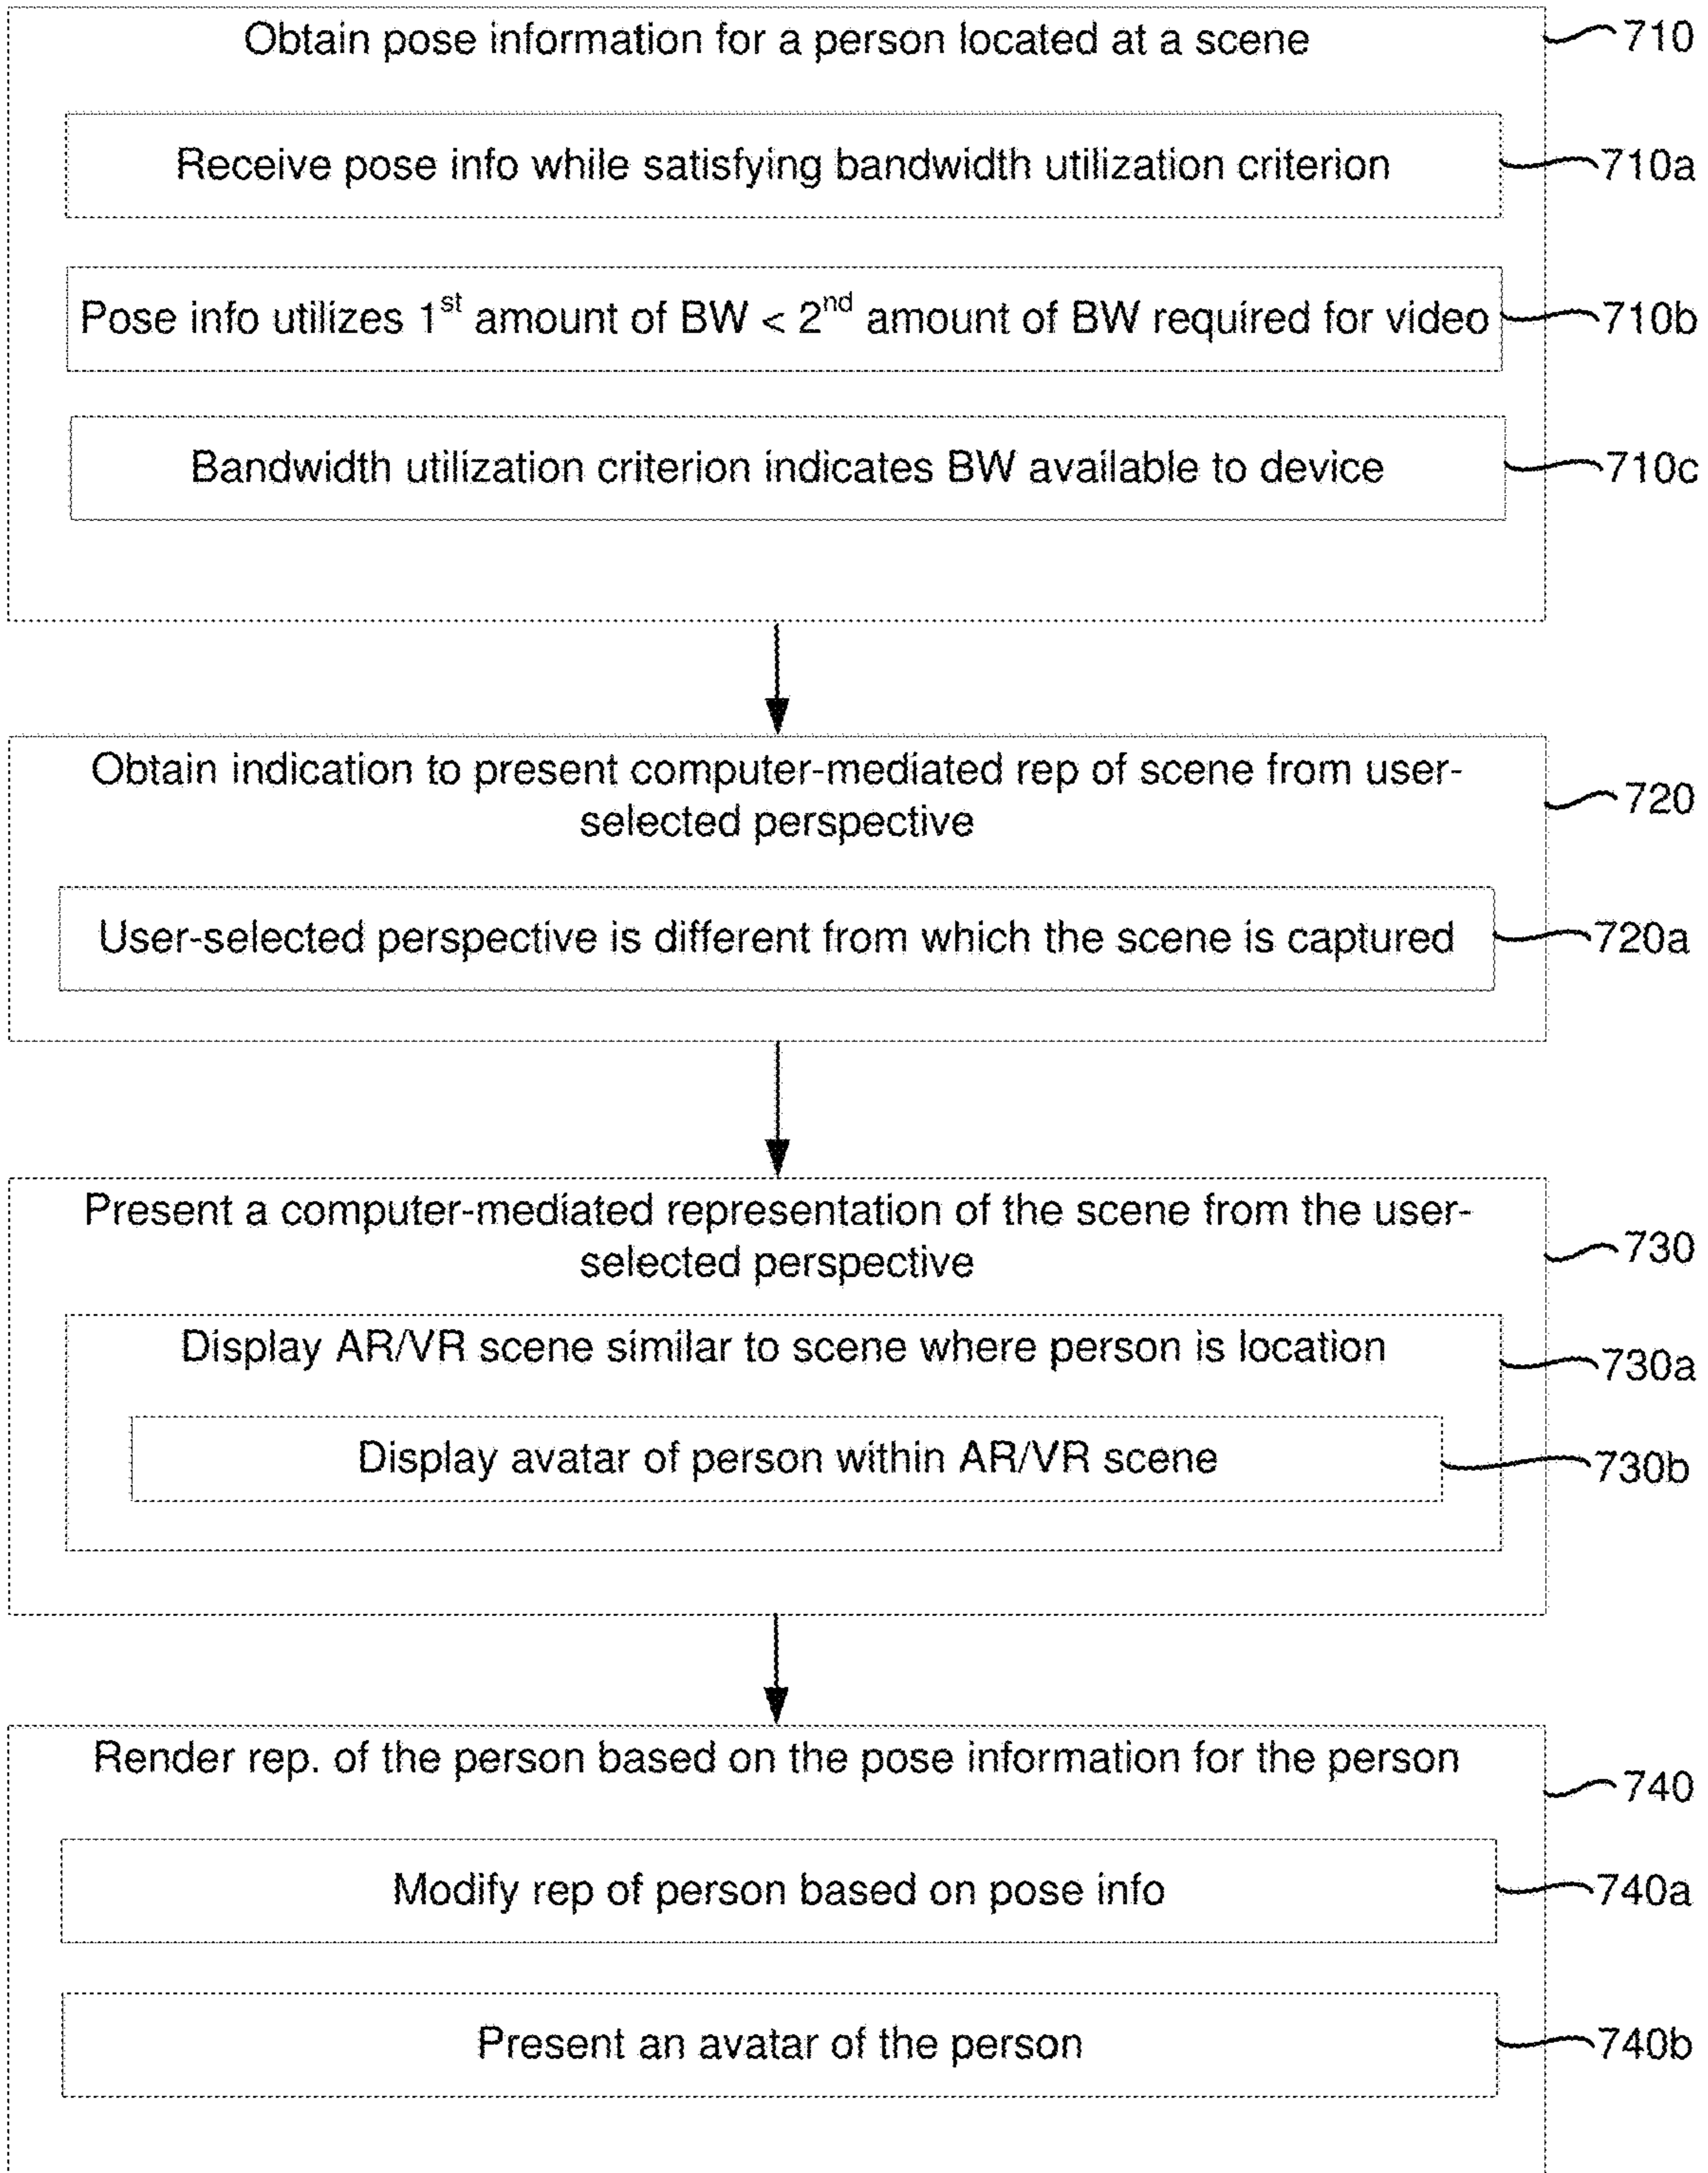 Obtain pose information for a person located at a scene
710
Receive pose info while satisfying bandwidth utilization criterion
710a
Pose info utilizes 1st amount of BW < 2nd amount of BW required for video
710b
Bandwidth utilization criterion indicates BW available to device
710c
Obtain indication to present computer-mediated rep of scene from user-
selected perspective
720
User-selected perspective is different from which the scene is captured
720a
Present a computer-mediated representation of the scene from the user-
selected perspective
730
Display AR/VR scene similar to scene where person is location
730a
Display avatar of person within AR/VR scene
730b
Render rep. of the person based on the pose information for the person
740
Modify rep of person based on pose info
740a
Present an avatar of the person
740b